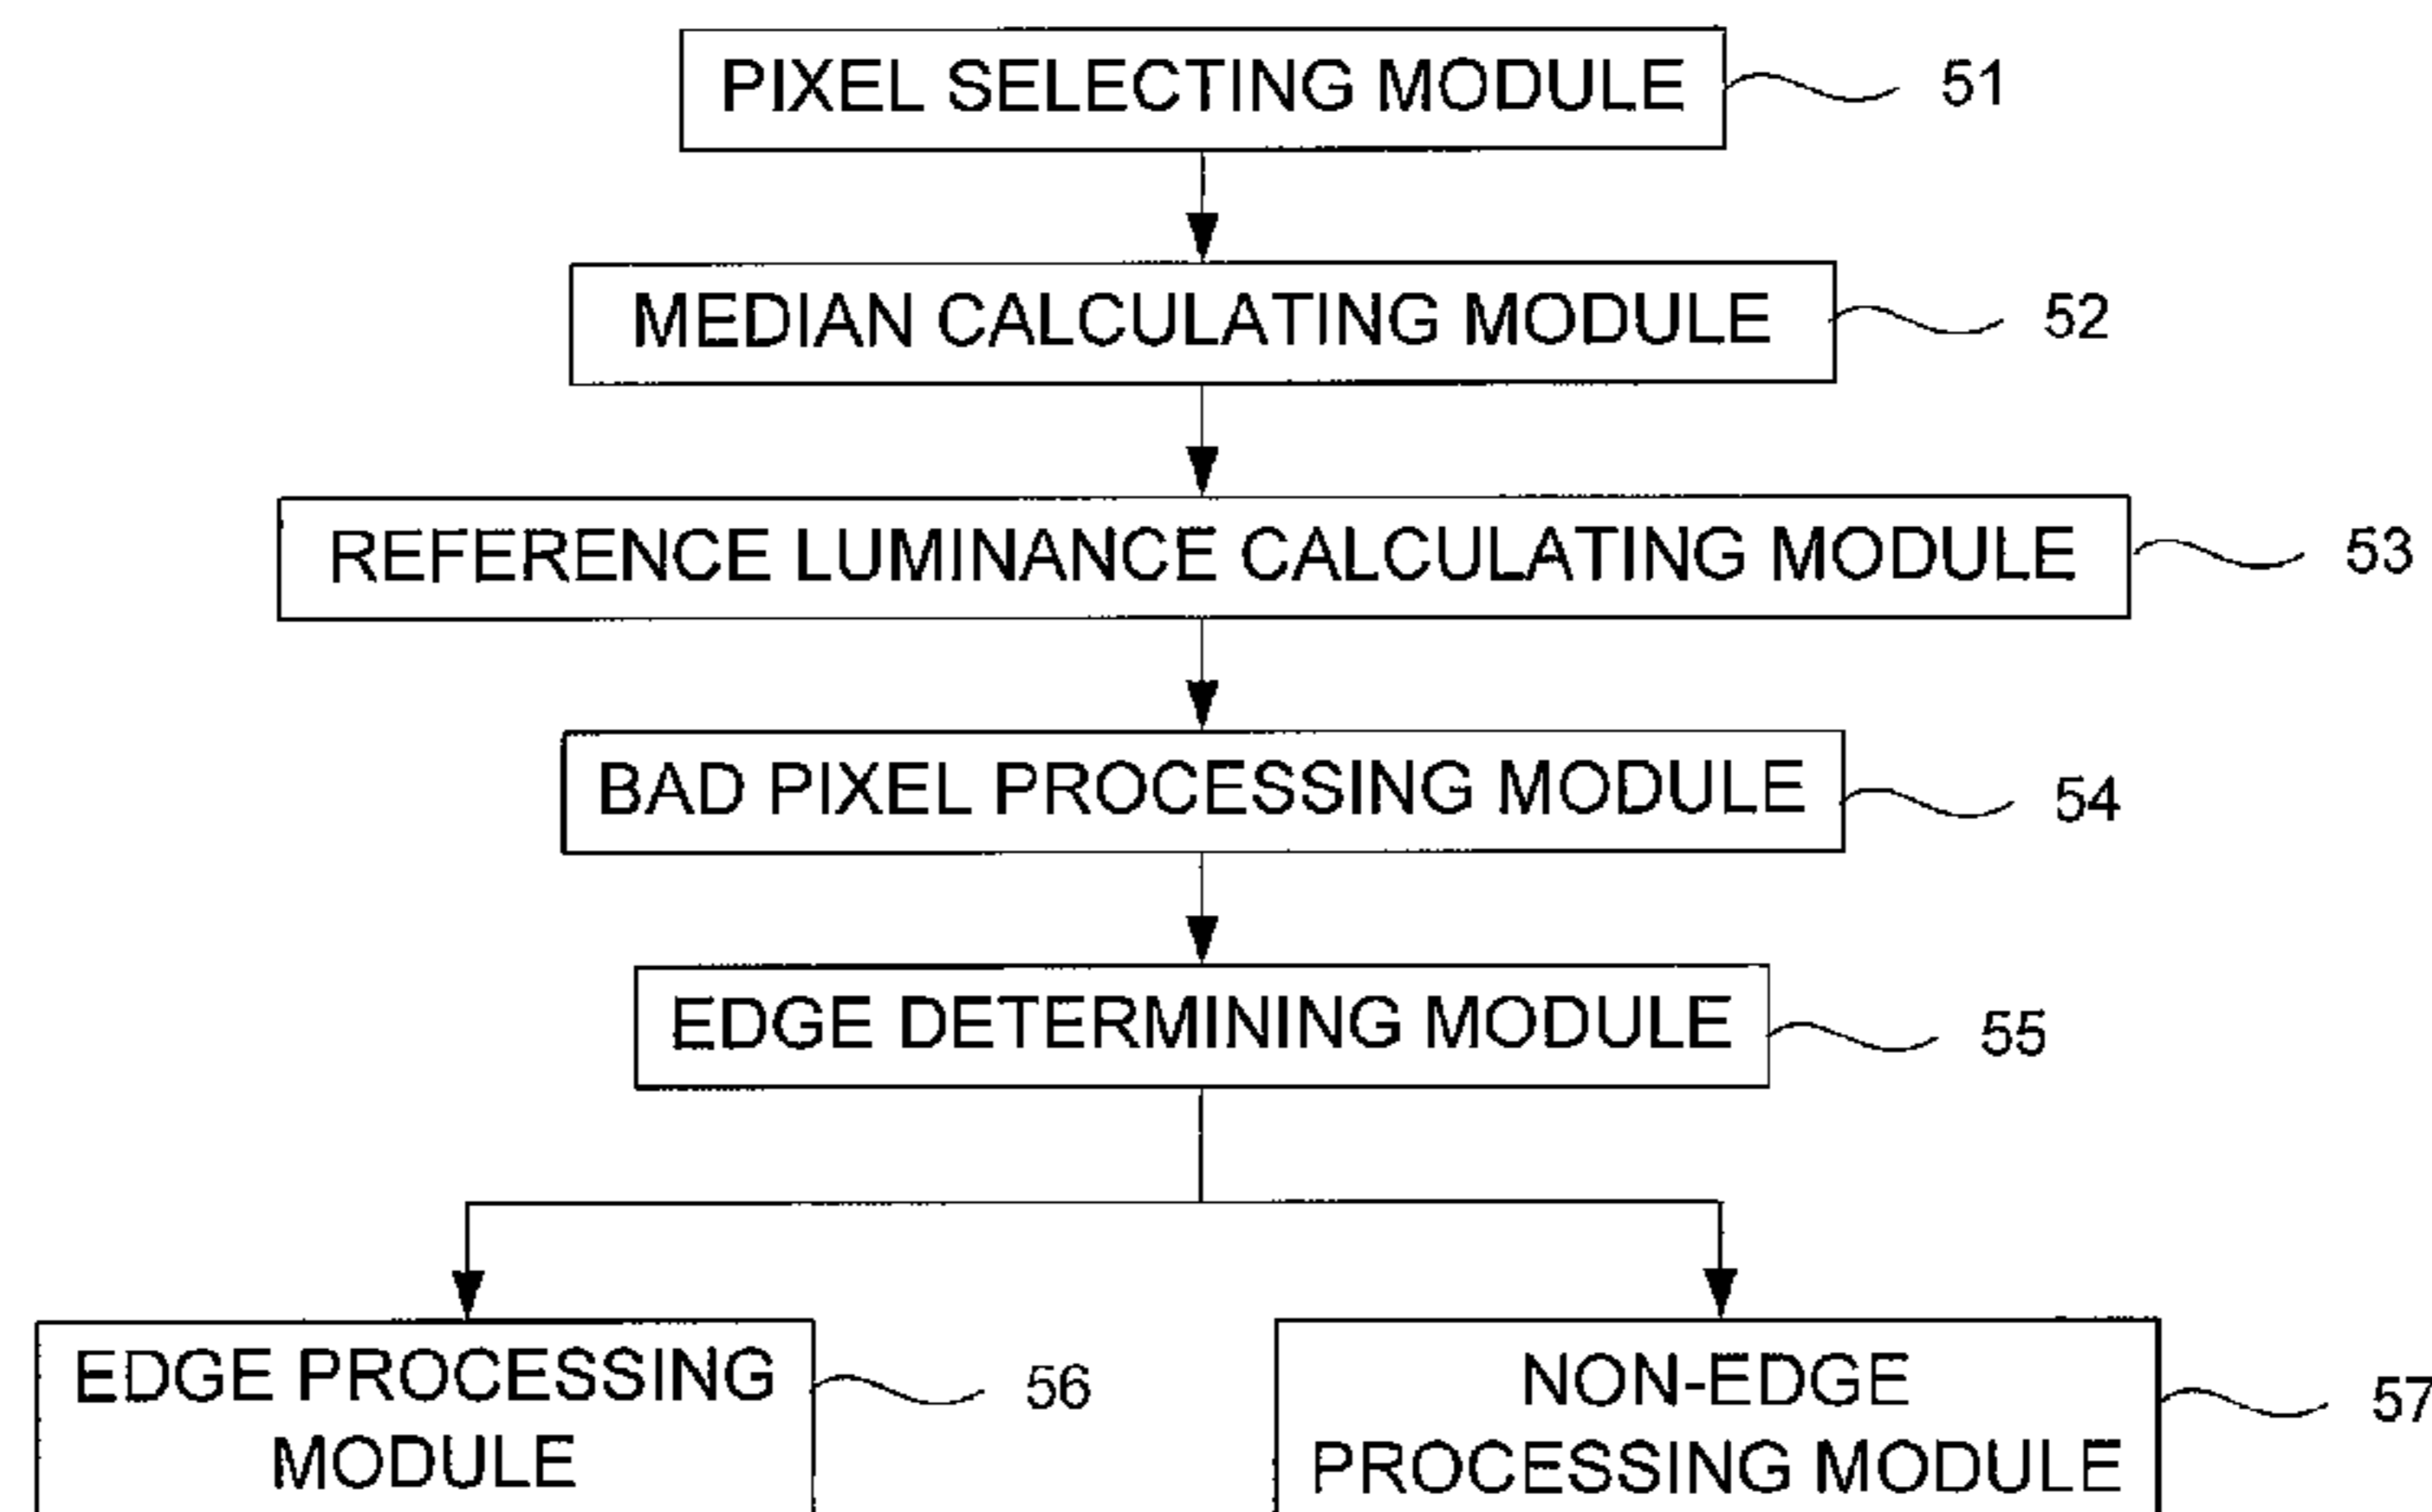 PIXEL SELECTING MODULE 51
MEDIAN CALCULATING MODULE 52
REFERENCE LUMINANCE CALCULATING MODULE 53
BAD PIXEL PROCESSING MODULE 54
EDGE DETERMINING MODULE 55
EDGE PROCESSING
MODULE
56
NON-EDGE
PROCESSING MODULE
57